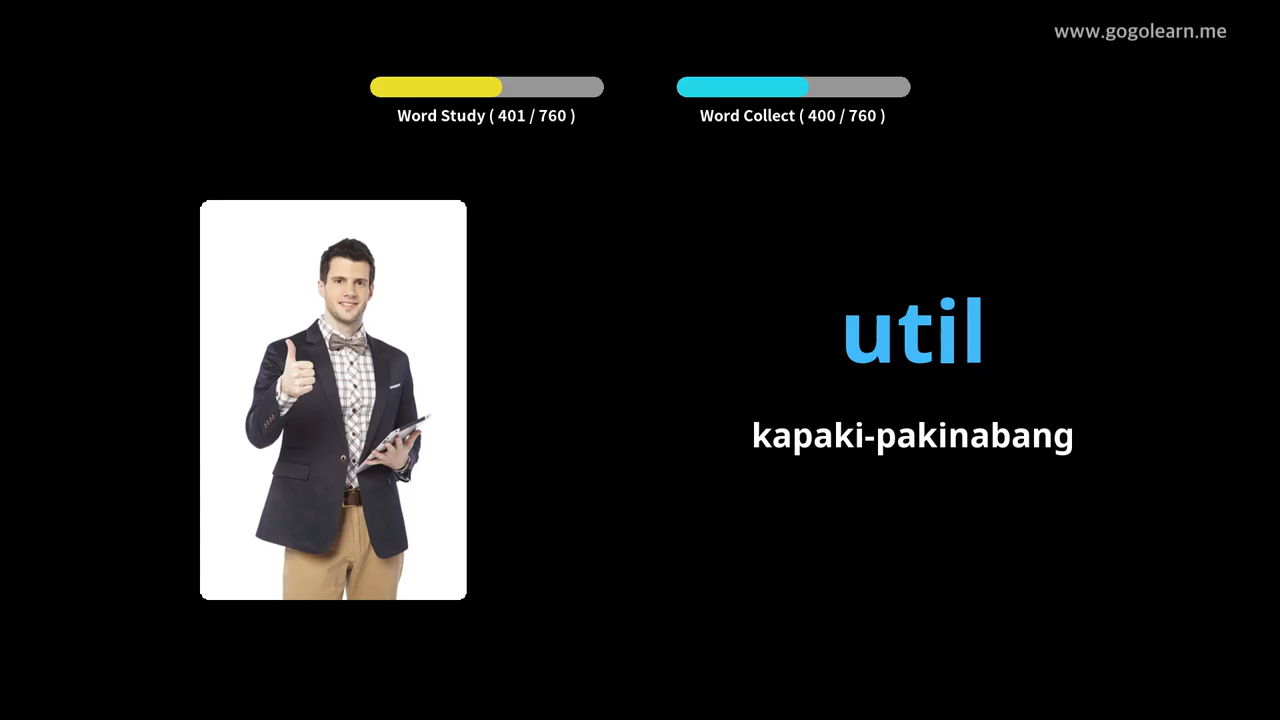 www.gogolearn.me
Word Study ( 401 / 760 )
Word Collect ( 400 / 760 )
util
kapaki-pakinabang